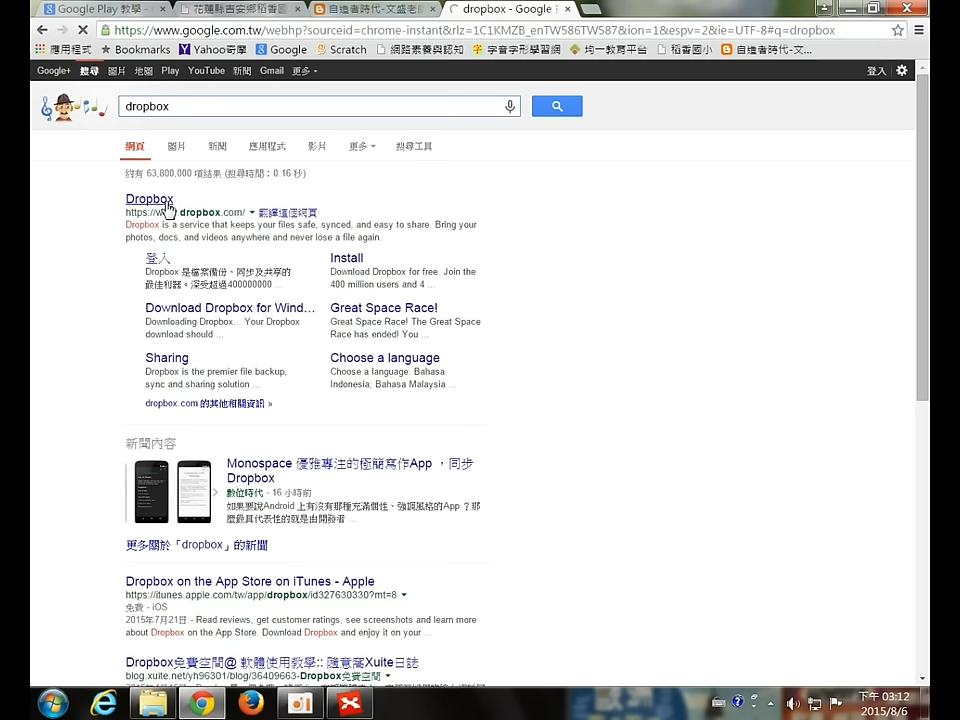 Google Play 教學 -
花蓮縣吉安鄉稻香國
自造者時代-文盛老師
dropbox - Google
https://www.google.com.tw/webhp?sourceid=chrome-instant&rlz=1C1KMZB_enTW586TW587&ion=1&espv=2&ie=UTF-8#q=dropbox
應用程式 Bookmarks Yahoo奇摩 Google Scratch 網路素養與認知 字音字形學習網 均一教育平台 稻香國小 自造者時代-文...
Google+ 搜尋 圖片 地圖 Play YouTube 新聞 Gmail 更多 登入
dropbox
網頁 圖片 新聞 應用程式 影片 更多 搜尋工具
約有 63,800,000 項結果 (搜尋時間：0.16 秒)
Dropbox
dropbox.com/ 翻譯這個網頁
Dropbox is a service that keeps your files safe, synced, and easy to share. Bring your
photos, docs, and videos anywhere and never lose a file again.
登入
Dropbox 是檔案備份、同步及共享的
最佳利器。深受超過400000000 ...
Install
Download Dropbox for free. Join the
400 million users and 4 ...
Download Dropbox for Wind...
Downloading Dropbox... Your Dropbox
download should ...
Great Space Race!
Great Space Race! The Great Space
Race has ended! You ...
Sharing
Dropbox is the premier file backup,
sync and sharing solution ...
Choose a language
Choose a language. Bahasa
Indonesia; Bahasa Malaysia ...
dropbox.com 的其他相關資訊 »
新聞內容
Monospace 優雅專注的極簡寫作App ，同步
Dropbox
數位時代 - 16 小時前
如果要說Android 上有沒有那種充滿個性、強調風格的App ？那
麼最具代表性的就是由開發者 ...
更多關於「dropbox」的新聞
Dropbox on the App Store on iTunes - Apple
https://itunes.apple.com/tw/app/dropbox/id327630330?mt=8
免費 - iOS
2015年7月21日 - Read reviews, get customer ratings, see screenshots and learn more
about Dropbox on the App Store. Download Dropbox and enjoy it on your ...
Dropbox免費空間@ 軟體使用教學:: 隨意窩Xuite日誌
blog.xuite.net/yh96301/blog/36409663-Dropbox免費空間
下午 03:12
2015/8/6